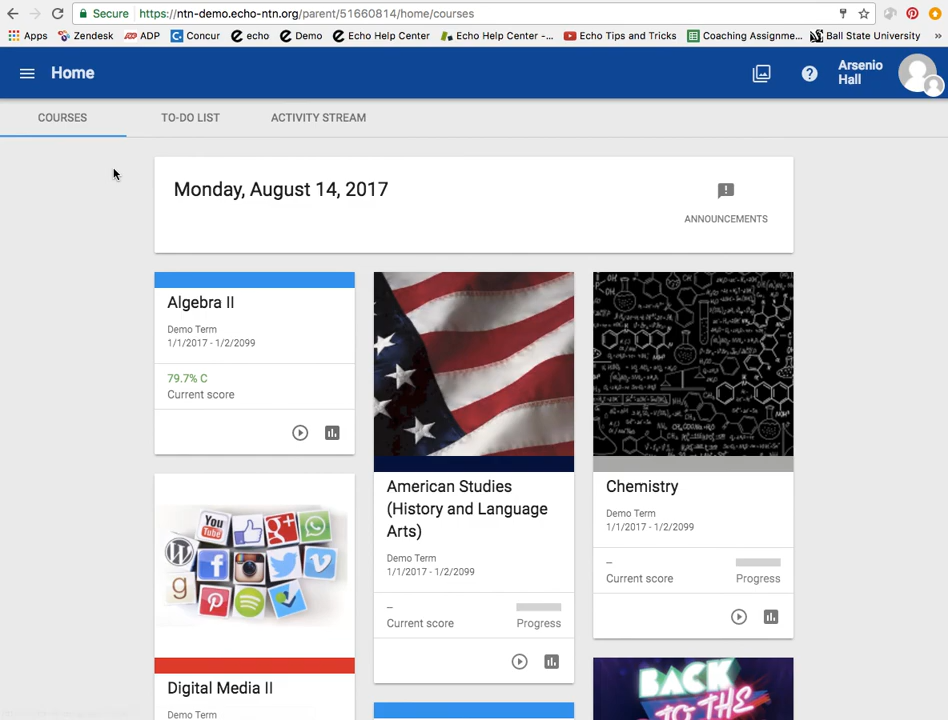 Secure https://ntn-demo.echo-ntn.org/parent/51660814/home/courses
Apps Zendesk ADP Concur echo Demo Echo Help Center Echo Help Center -... Echo Tips and Tricks Coaching Assignme... Ball State University »
Home
Arsenio Hall
COURSES TO-DO LIST ACTIVITY STREAM
Monday, August 14, 2017
ANNOUNCEMENTS
Algebra II
Demo Term
1/1/2017 - 1/2/2099
79.7% C
Current score
American Studies
(History and Language
Arts)
Demo Term
1/1/2017 - 1/2/2099
–
Current score Progress
Chemistry
Demo Term
1/1/2017 - 1/2/2099
–
Current score Progress
You Tube
g+
Digital Media II
Demo Term
BACK
TO THE